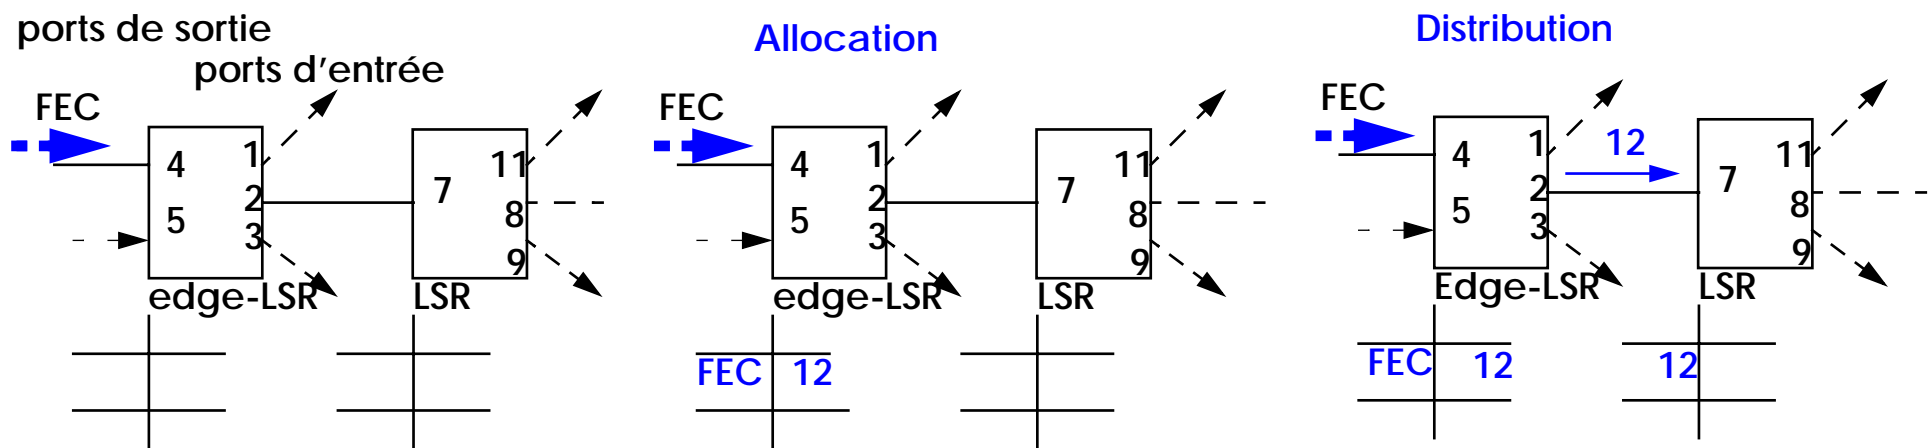 ports de sortie
ports d'entrée
FEC
4
5
1
2
3
7
11
8
9
edge-LSR
LSR
Allocation
FEC
4
5
1
2
3
7
11
8
9
edge-LSR
LSR
FEC 12
Distribution
FEC
4
5
1
2
3
12
7
11
8
9
Edge-LSR
LSR
FEC 12
12